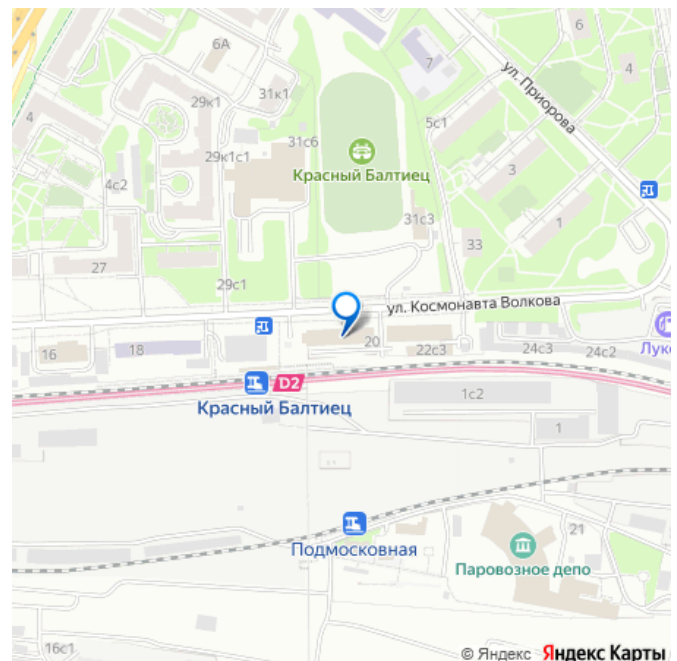 6А
6
7
4
ул. Приорова
31к1
29к1
4
5с1
31с6
29к1с1
3
Красный Балтиец
4с2
31с3
1
33
27
29с1
ул. Космонавта Волкова
16
18
20
22с3
24с3
24с2
Луко
D2
Красный Балтиец
1с2
1
Подмосковная
21
Паровозное депо
16с1
© Яндекс Яндекс Карты